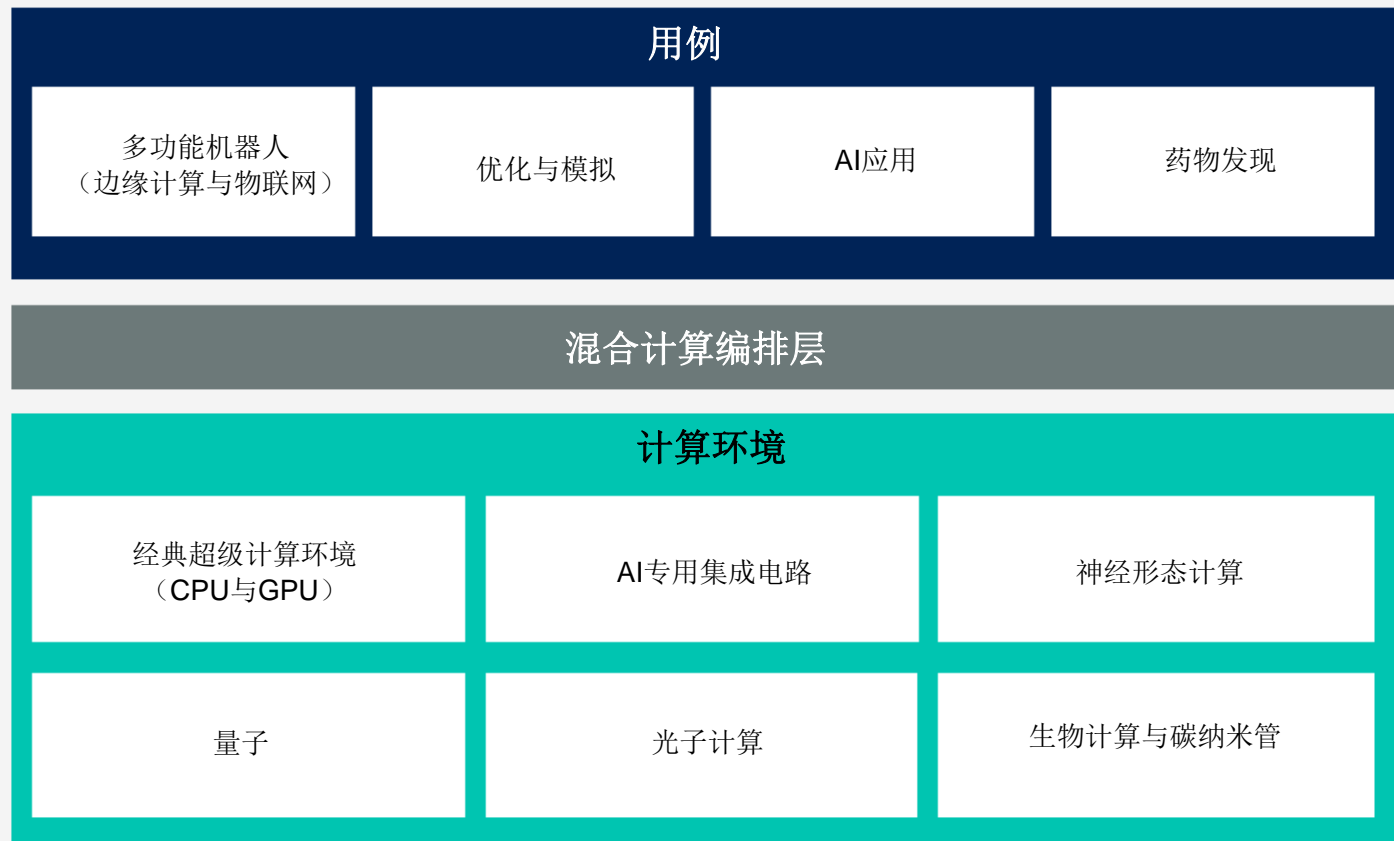 用例
多功能机器人
（边缘计算与物联网）
优化与模拟
AI应用
药物发现
混合计算编排层
计算环境
经典超级计算环境
（CPU与GPU）
AI专用集成电路
神经形态计算
量子
光子计算
生物计算与碳纳米管